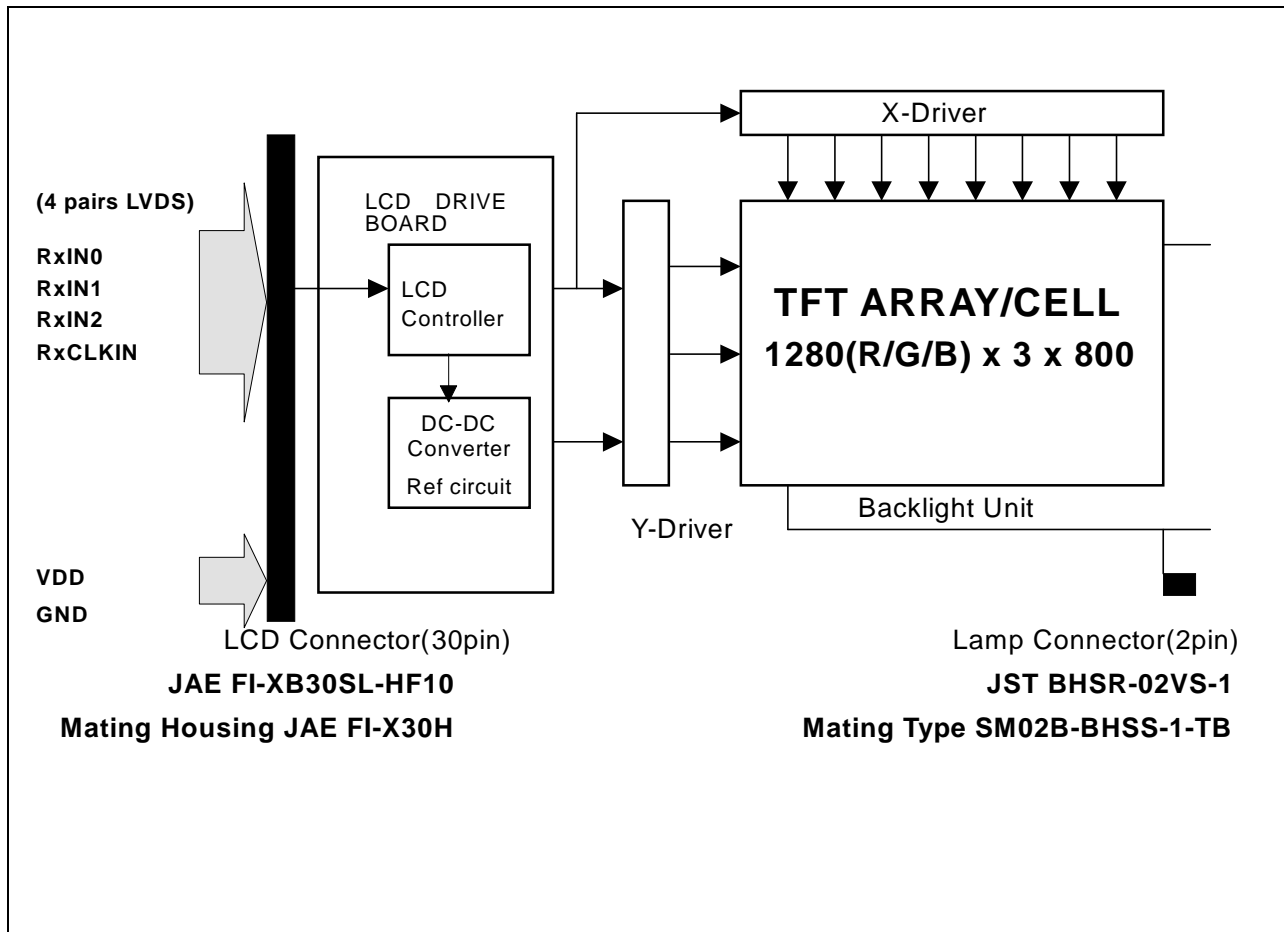 X-Driver
(4 pairs LVDS)
RxIN0
RxIN1
RxIN2
RxCLKIN
LCD DRIVE
BOARD
LCD
Controller
DC-DC
Converter
Ref circuit
TFT ARRAY/CELL
1280(R/G/B) x 3 x 800
Backlight Unit
Y-Driver
VDD
GND
LCD Connector(30pin)
JAE FI-XB30SL-HF10
Mating Housing JAE FI-X30H
Lamp Connector(2pin)
JST BHSR-02VS-1
Mating Type SM02B-BHSS-1-TB